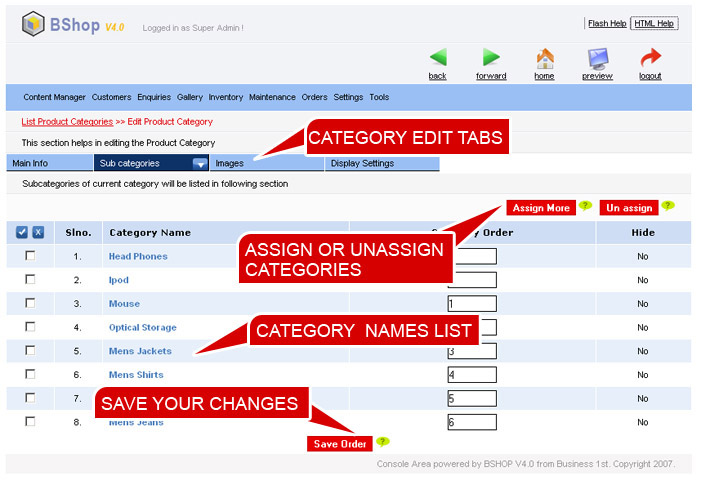 BShop V4.0 Logged in as Super Admin !
Flash Help HTML Help
back forward home preview logout
Content Manager Customers Enquiries Gallery Inventory Maintenance Orders Settings Tools
List Product Categories >> Edit Product Category
CATEGORY EDIT TABS
This section helps in editing the Product Category
Main Info Sub categories Images Display Settings
Subcategories of current category will be listed in following section
Assign More ? Un assign ?
Slno. Category Name Order Hide
ASSIGN OR UNASSIGN
CATEGORIES
1. Head Phones No
2. Ipod No
3. Mouse 1 No
4. Optical Storage No
CATEGORY NAMES LIST
5. Mens Jackets 3 No
6. Mens Shirts 4 No
7. 5 No
SAVE YOUR CHANGES
8. Mens Jeans 6 No
Save Order ?
Console Area powered by BSHOP V4.0 from Business 1st. Copyright 2007.